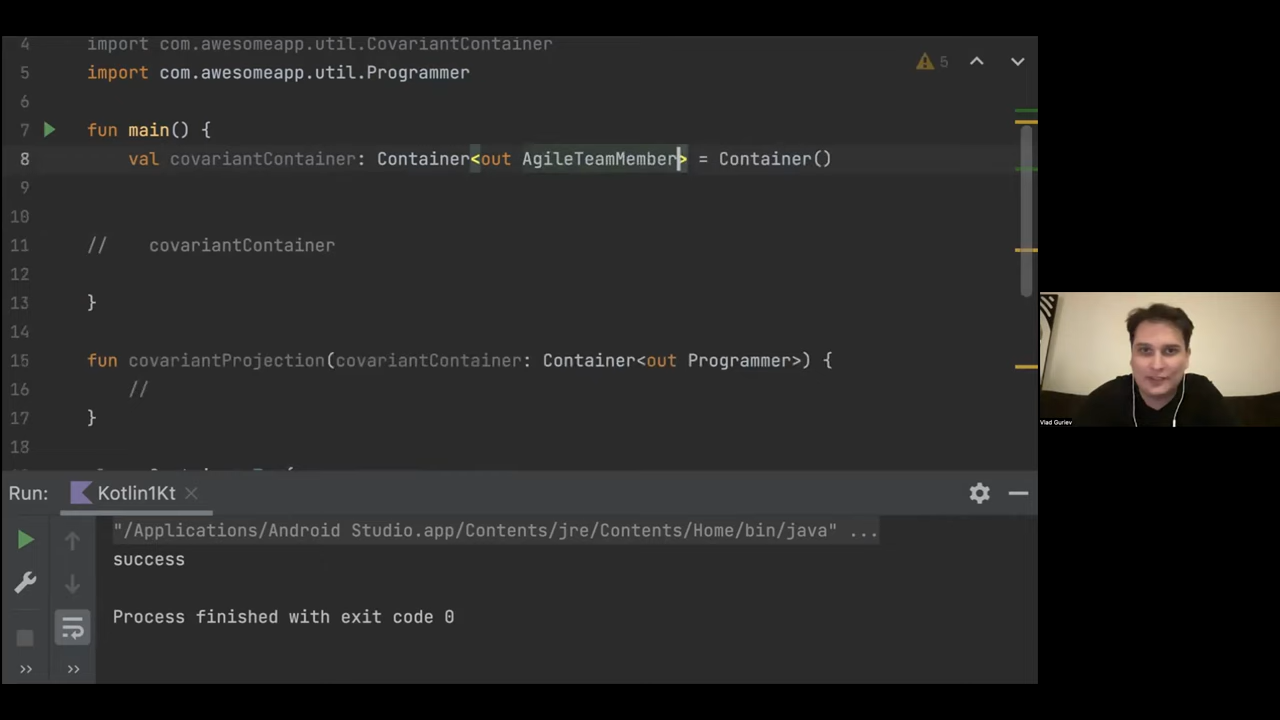 4 import com.awesomeapp.util.CovariantContainer
5 import com.awesomeapp.util.Programmer
5
6
7 fun main() {
8 val covariantContainer: Container<out AgileTeamMember> = Container()
9
10
11 // covariantContainer
12
13 }
14
15 fun covariantProjection(covariantContainer: Container<out Programmer>) {
16 //
17 }
18
Vlad Guriev
Run: Kotlin1Kt
"/Applications/Android Studio.app/Contents/jre/Contents/Home/bin/java" ...
success
Process finished with exit code 0